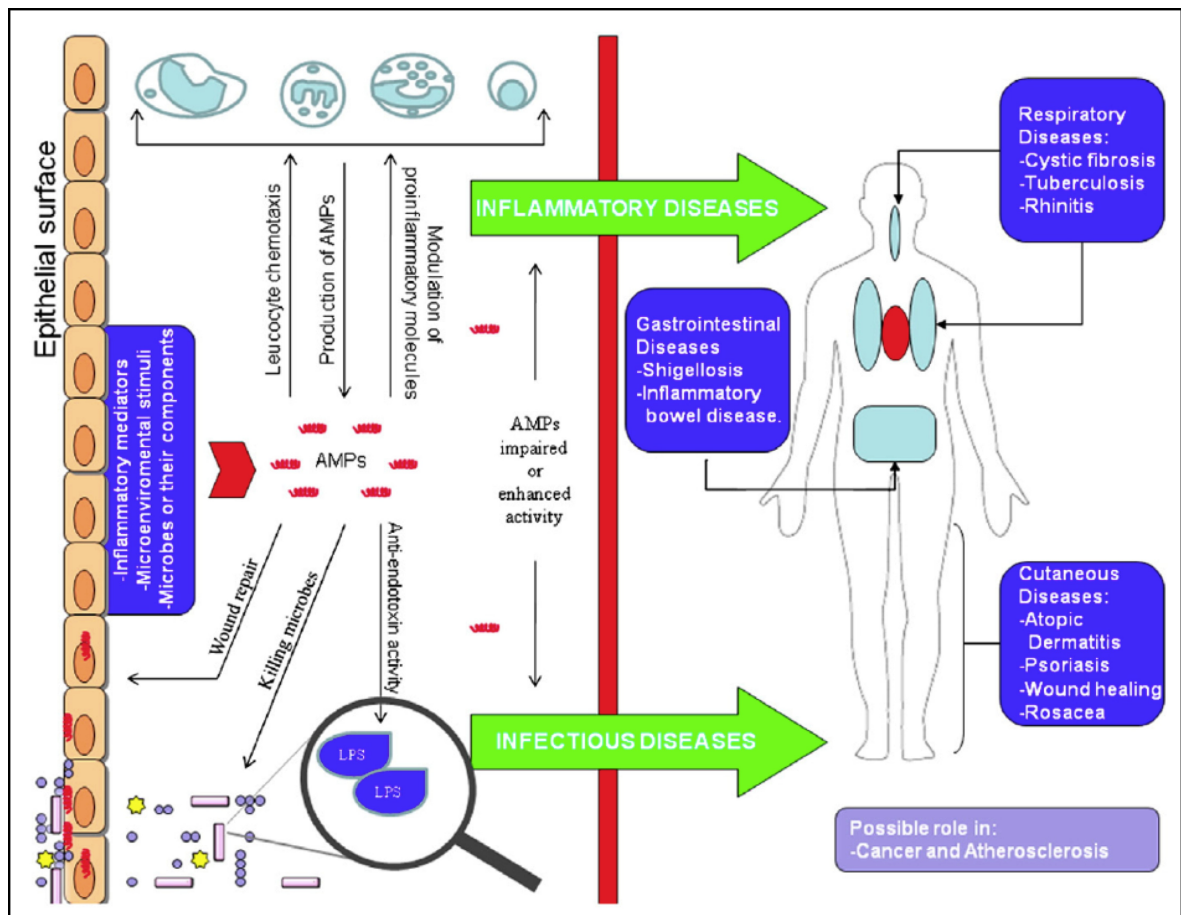 Epithelial surface
-Inflammatory mediators
-Microenviromental stimuli
-Microbes or their components
Leucocyte chemotaxis
Production of AMPs
Modulation of
proinflammatory molecules
AMPs
Wound repair
Killing microbes
Anti-endotoxin activity
LPS
LPS
AMPs
impaired
or
enhanced
activity
INFLAMMATORY DISEASES
INFECTIOUS DISEASES
Respiratory
Diseases:
-Cystic fibrosis
-Tuberculosis
-Rhinitis
Gastrointestinal
Diseases
-Shigellosis
-Inflammatory
bowel disease.
Cutaneous
Diseases:
-Atopic
Dermatitis
-Psoriasis
-Wound healing
-Rosacea
Possible role in:
-Cancer and Atherosclerosis